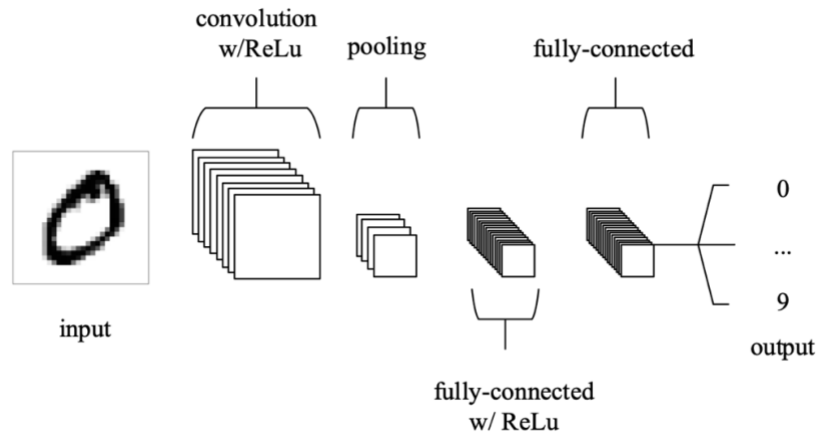 convolution
w/ReLu
pooling
fully-connected
0
...
9
input
output
fully-connected
w/ ReLu